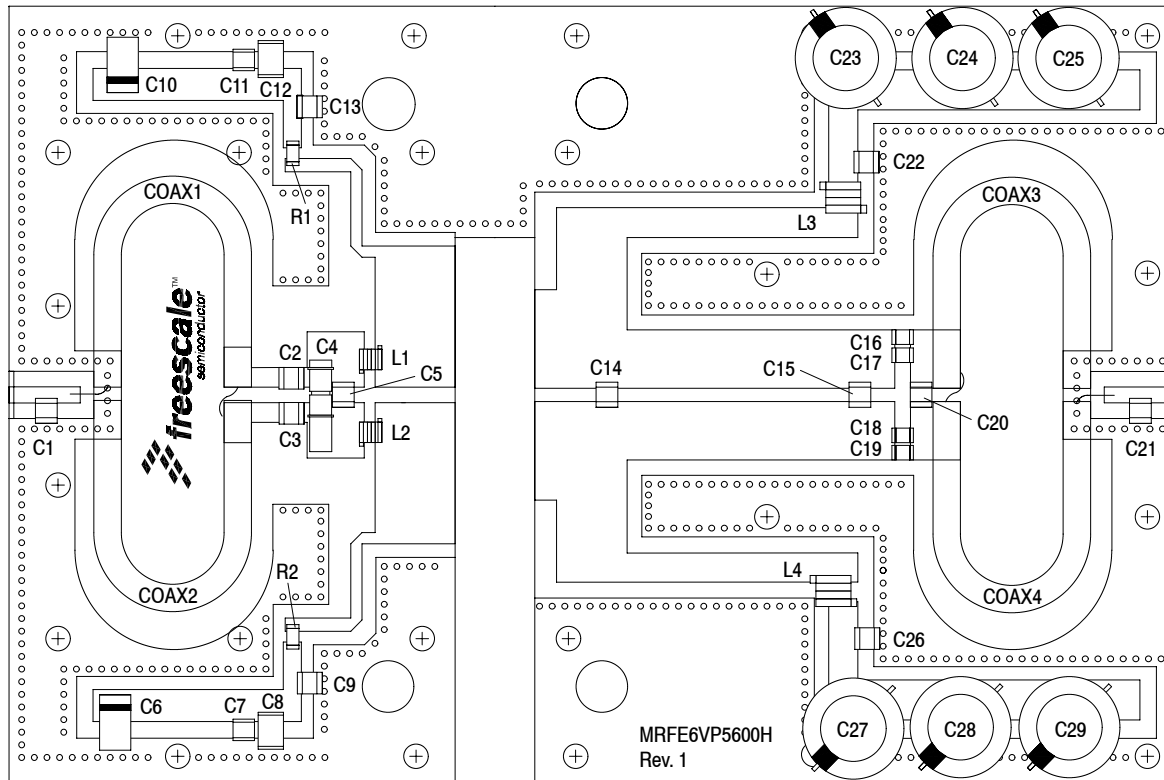 C23
C24
C25
C10
C11
C12
C13
C22
COAX1
COAX3
R1
L3
freescale™
semiconductor
C2
C4
L1
C5
C14
C15
C16
C17
C1
C3
L2
C18
C19
C20
C21
R2
L4
COAX2
COAX4
C26
C9
C6
C7
C8
C27
C28
C29
MRFE6VP5600H
Rev. 1